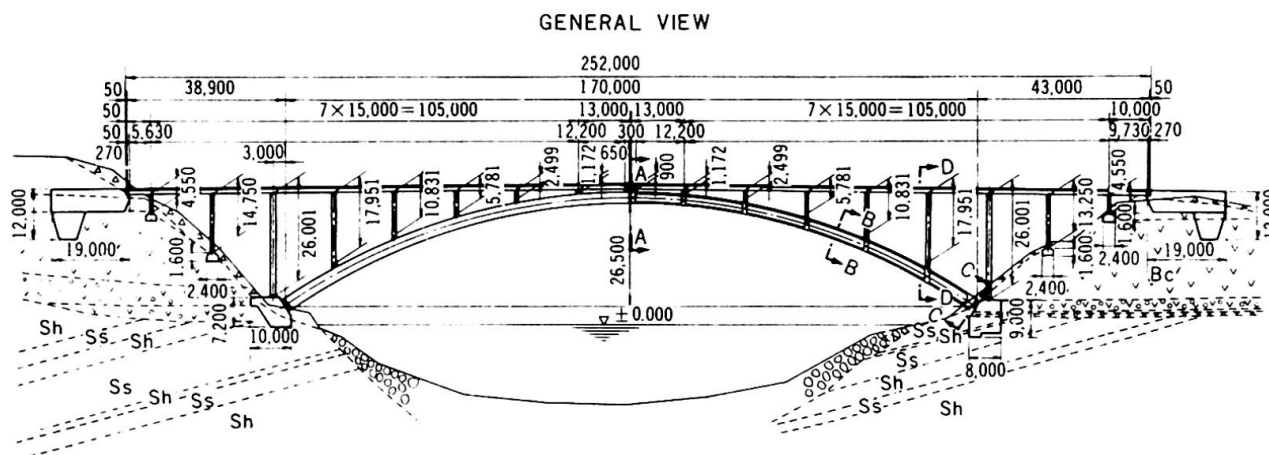 GENERAL VIEW
252,000
50 38,900 170,000 43,000 50
50 7×15,000=105,000 13,000 13,000 7×15,000=105,000 10,000
50 5,630 12,200 300 12,200 9,730 270
270 3,000 650
A 900 D
4,550 14,750 26,001 17,951 10,831 5,781 2.499 1.172 1.172 2.499 5,781 10,831 17,951 26,001 13,250 4,550
12,000 1.600 B 1.600 1,600
A B C
19,000 26,500 2,400 19,000
2,400 2,400 Bc
D
±0.000
7,200 10,000 C 9,000
8,000
Sh Ss Sh Ss Sh
Ss Sh Ss Sh Ss Sh
Sh Ss Sh